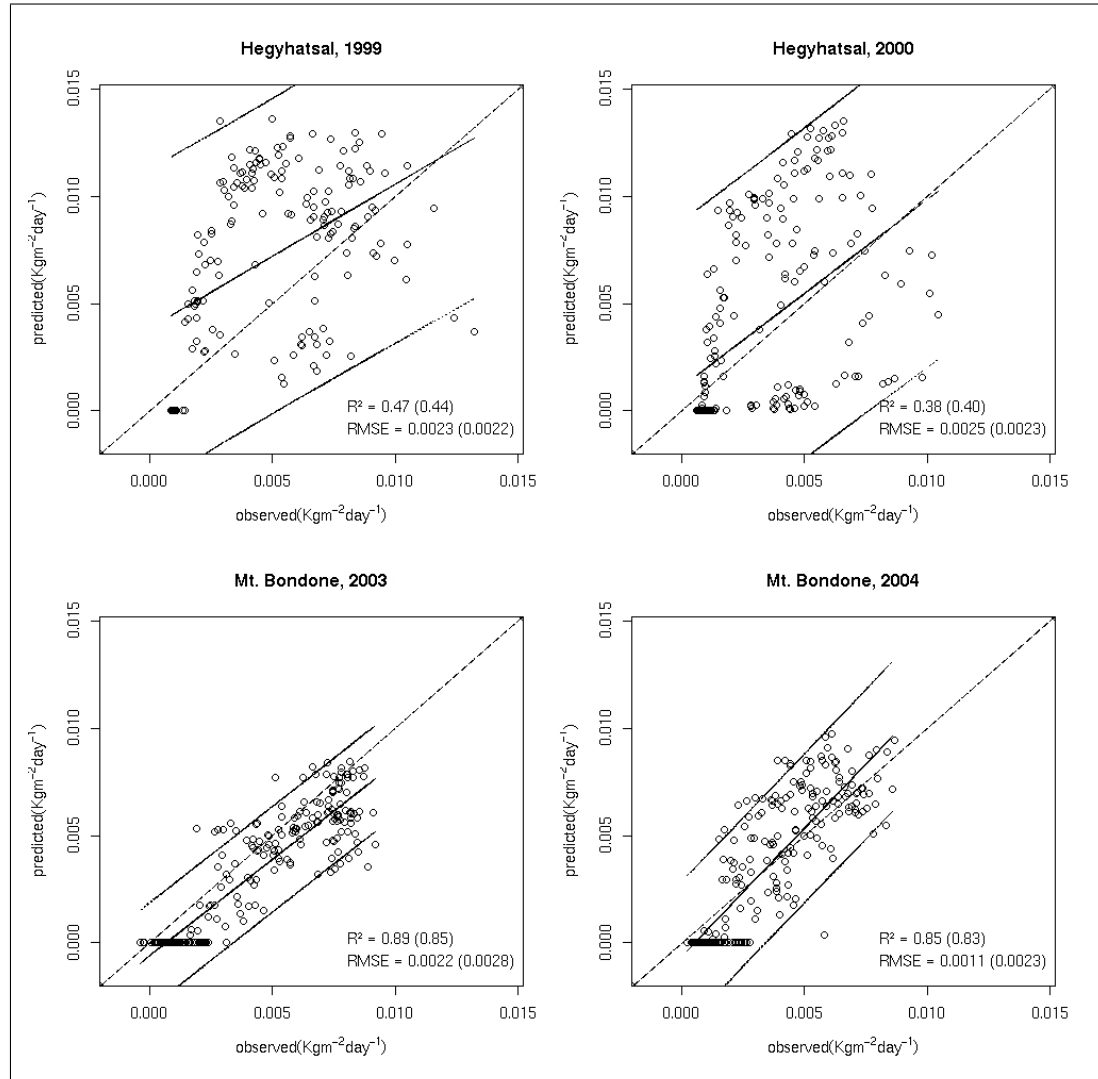 Hegyhatsal, 1999
0.015
0.010
0.005
0.000
predicted(Kgm⁻²day⁻¹)
R² = 0.47 (0.44)
RMSE = 0.0023 (0.0022)
0.000 0.005 0.010 0.015
observed(Kgm⁻²day⁻¹)
Hegyhatsal, 2000
0.015
0.010
0.005
0.000
predicted(Kgm⁻²day⁻¹)
R² = 0.38 (0.40)
RMSE = 0.0025 (0.0023)
0.000 0.005 0.010 0.015
observed(Kgm⁻²day⁻¹)
Mt. Bondone, 2003
0.015
0.010
0.005
0.000
predicted(Kgm⁻²day⁻¹)
R² = 0.89 (0.85)
RMSE = 0.0022 (0.0028)
0.000 0.005 0.010 0.015
observed(Kgm⁻²day⁻¹)
Mt. Bondone, 2004
0.015
0.010
0.005
0.000
predicted(Kgm⁻²day⁻¹)
R² = 0.85 (0.83)
RMSE = 0.0011 (0.0023)
0.000 0.005 0.010 0.015
observed(Kgm⁻²day⁻¹)